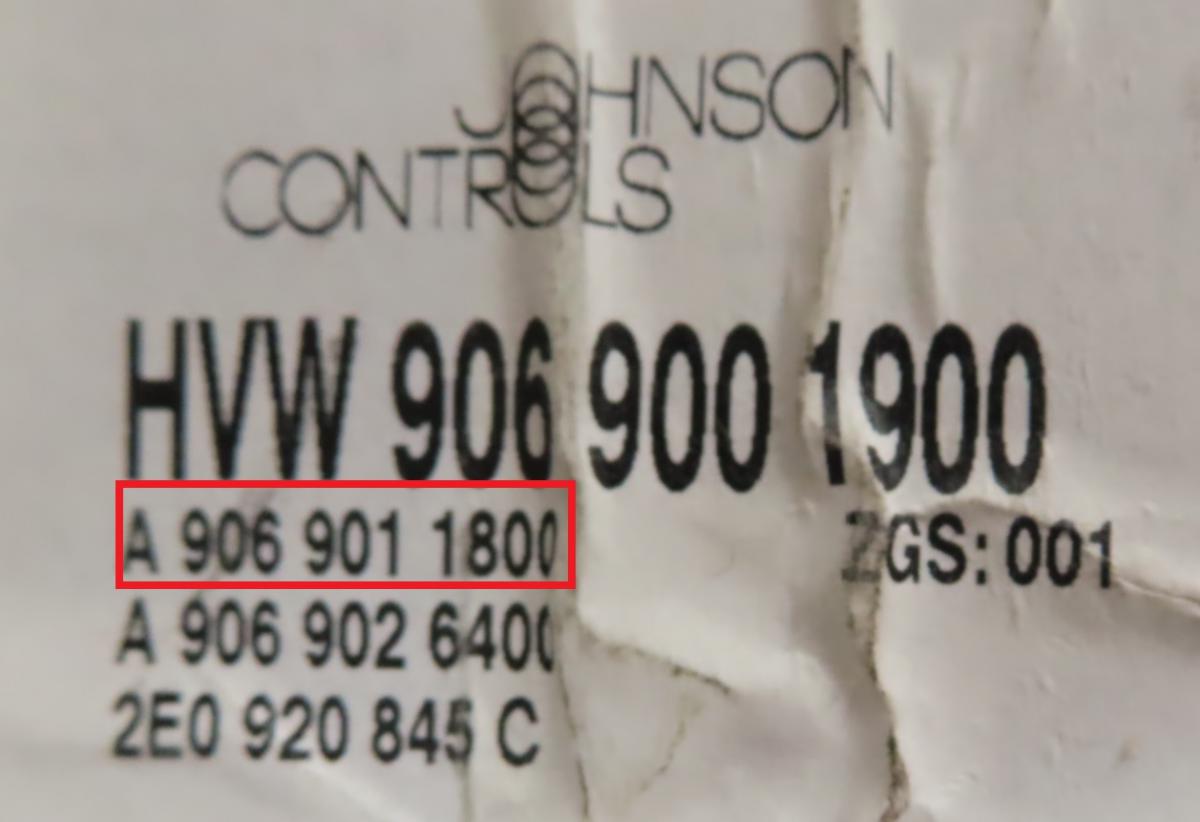 JOHNSON
CONTROLS
HVW 906 900 1900
A 906 901 1800
ZGS: 001
A 906 902 6400
2E0 920 845 C